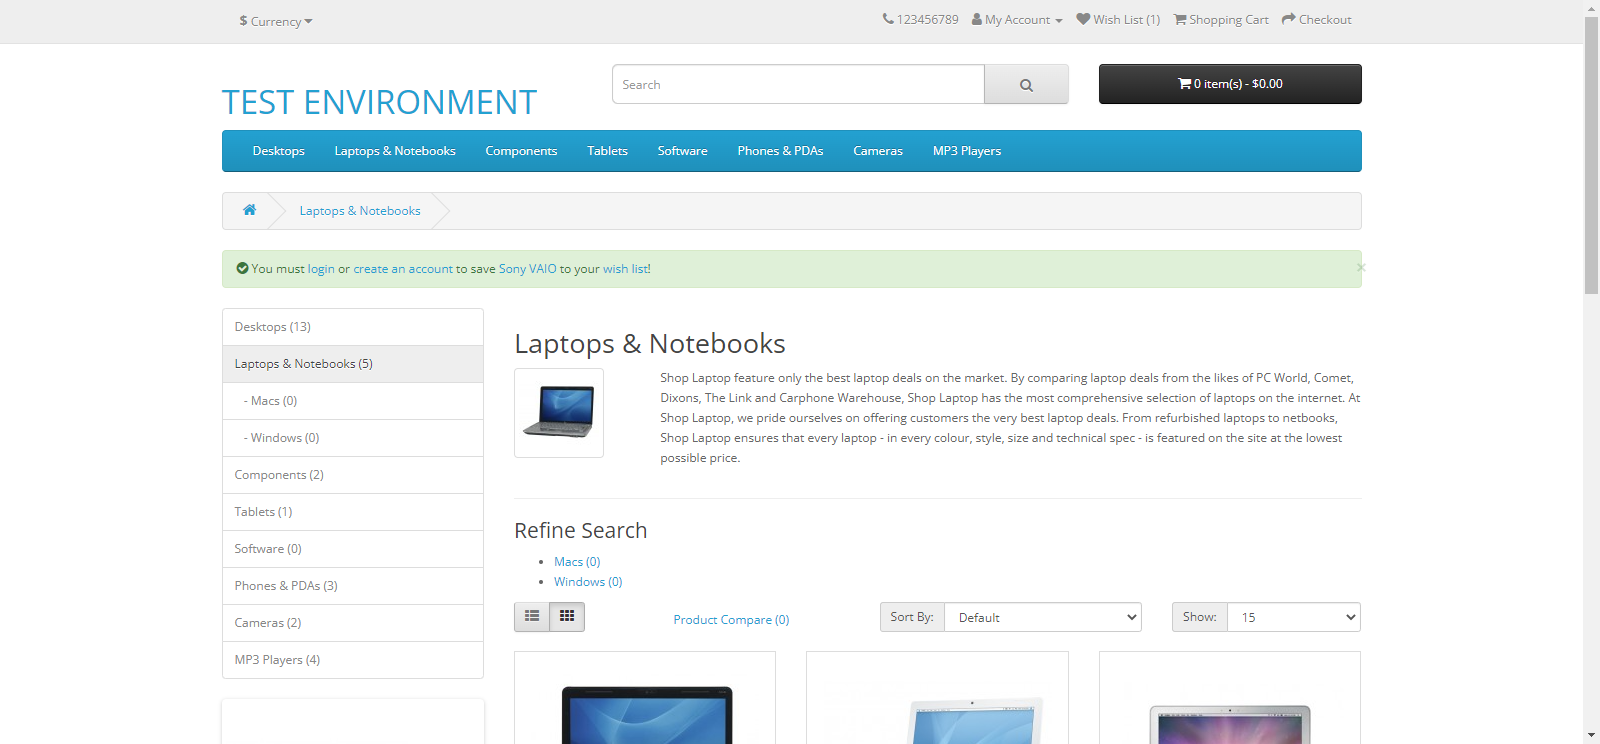 $ Currency
123456789 My Account Wish List (1) Shopping Cart Checkout
TEST ENVIRONMENT
Search
0 item(s) - $0.00
Desktops Laptops & Notebooks Components Tablets Software Phones & PDAs Cameras MP3 Players
Laptops & Notebooks
You must login or create an account to save Sony VAIO to your wish list!
×
Desktops (13)
Laptops & Notebooks (5)
- Macs (0)
- Windows (0)
Components (2)
Tablets (1)
Software (0)
Phones & PDAs (3)
Cameras (2)
MP3 Players (4)
Laptops & Notebooks
Shop Laptop feature only the best laptop deals on the market. By comparing laptop deals from the likes of PC World, Comet,
Dixons, The Link and Carphone Warehouse, Shop Laptop has the most comprehensive selection of laptops on the internet. At
Shop Laptop, we pride ourselves on offering customers the very best laptop deals. From refurbished laptops to netbooks,
Shop Laptop ensures that every laptop - in every colour, style, size and technical spec - is featured on the site at the lowest
possible price.
Refine Search
Macs (0)
Windows (0)
Product Compare (0)
Sort By: Default
Show: 15